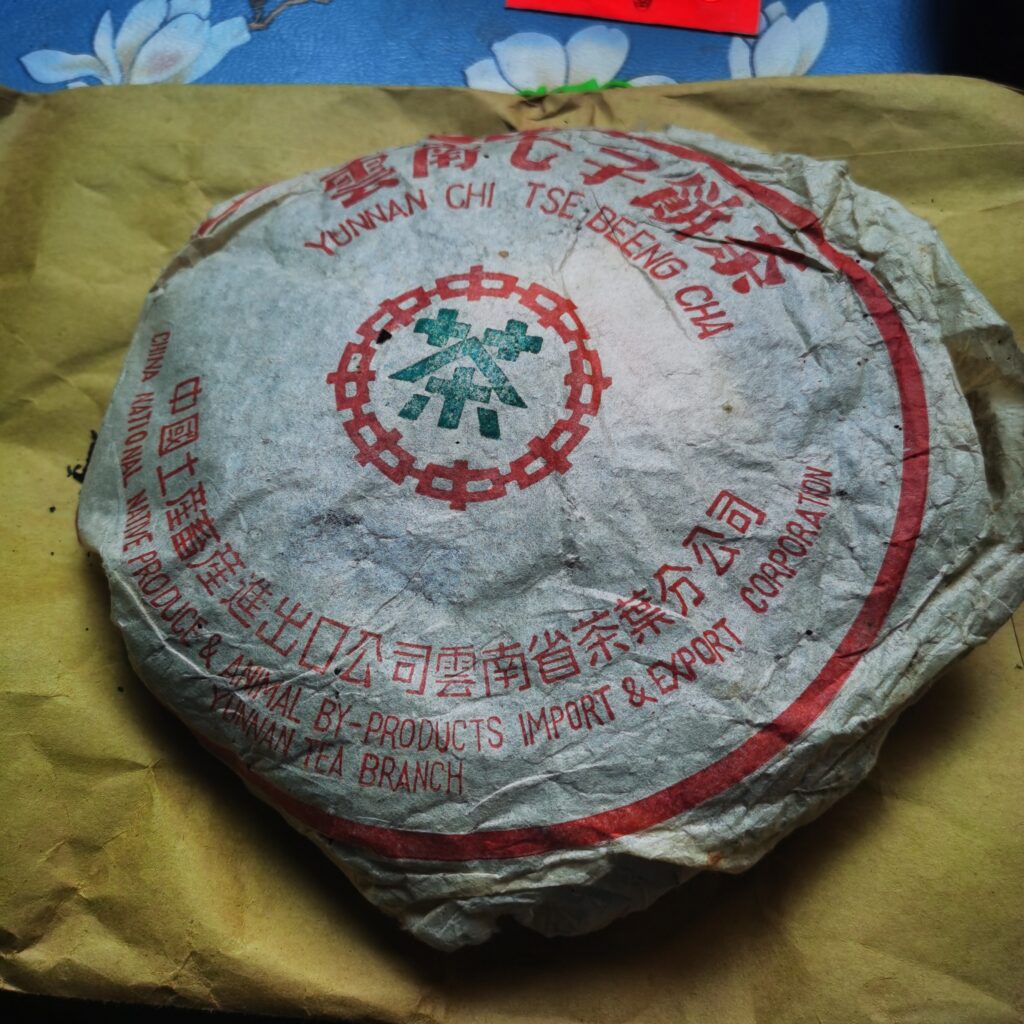 雲南七子餅茶
YUNNAN CHI TSE BEENG CHA
茶
中國土產畜產進出口公司雲南省茶葉分公司
CHINA NATIONAL NATIVE PRODUCE & ANIMAL BY-PRODUCTS IMPORT & EXPORT CORPORATION
YUNNAN TEA BRANCH